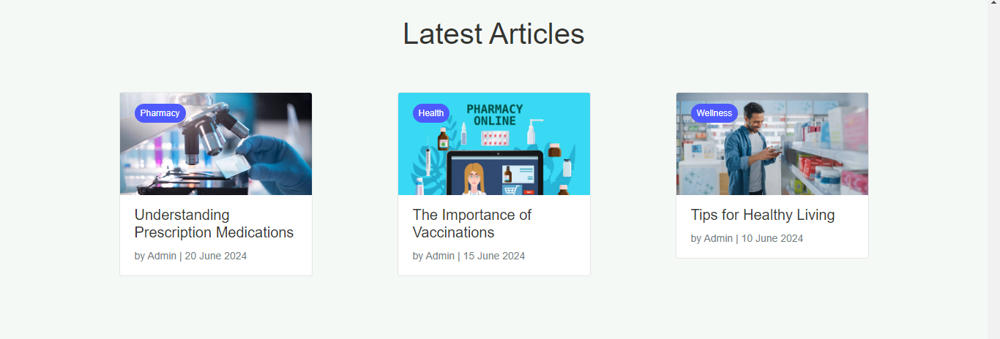 Latest Articles
Pharmacy
Understanding
Prescription Medications
by Admin | 20 June 2024
Health
PHARMACY
ONLINE
The Importance of
Vaccinations
by Admin | 15 June 2024
Wellness
Tips for Healthy Living
by Admin | 10 June 2024